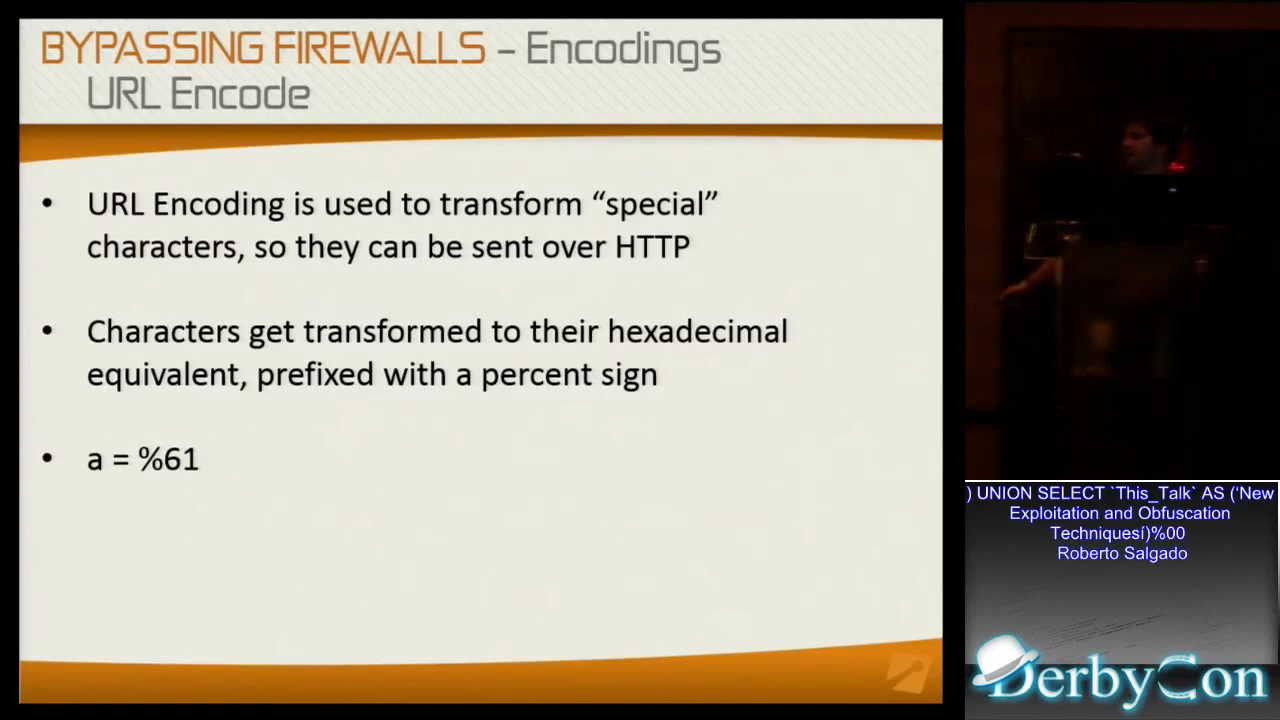 BYPASSING FIREWALLS – Encodings
URL Encode
• URL Encoding is used to transform “special”
characters, so they can be sent over HTTP
• Characters get transformed to their hexadecimal
equivalent, prefixed with a percent sign
• a = %61
) UNION SELECT `This_Talk` AS (‘New
Exploitation and Obfuscation
Techniquesí)%00
Roberto Salgado
DerbyCon